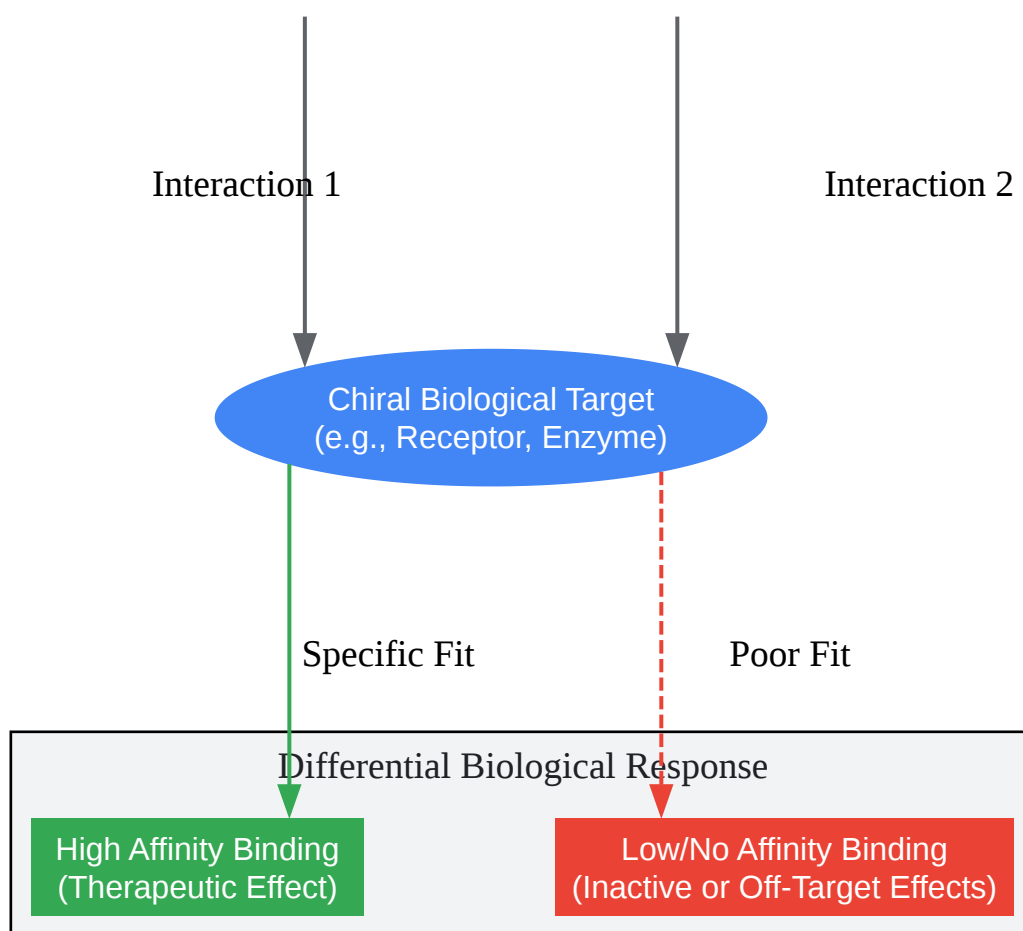 Interaction 1
Interaction 2
Chiral Biological Target
(e.g., Receptor, Enzyme)
Specific Fit
Poor Fit
Differential Biological Response
High Affinity Binding
(Therapeutic Effect)
Low/No Affinity Binding
(Inactive or Off-Target Effects)